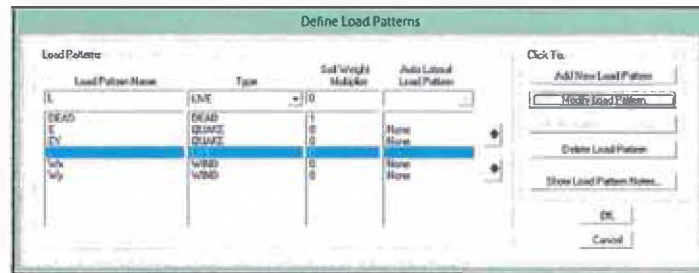 Define Load Patterns
Load Patterns
Click To:
Load Pattern Name
Type
Self Weight Multiplier
Auto Lateral Load Pattern
L
LIVE
0
DEAD DEAD 1
E QUAKE 0 None
EY QUAKE 0 None
Wx WIND 0 None
Wy WIND 0 None
Add New Load Pattern
Modify Load Pattern
Delete Load Pattern
Show Load Pattern Notes...
OK
Cancel